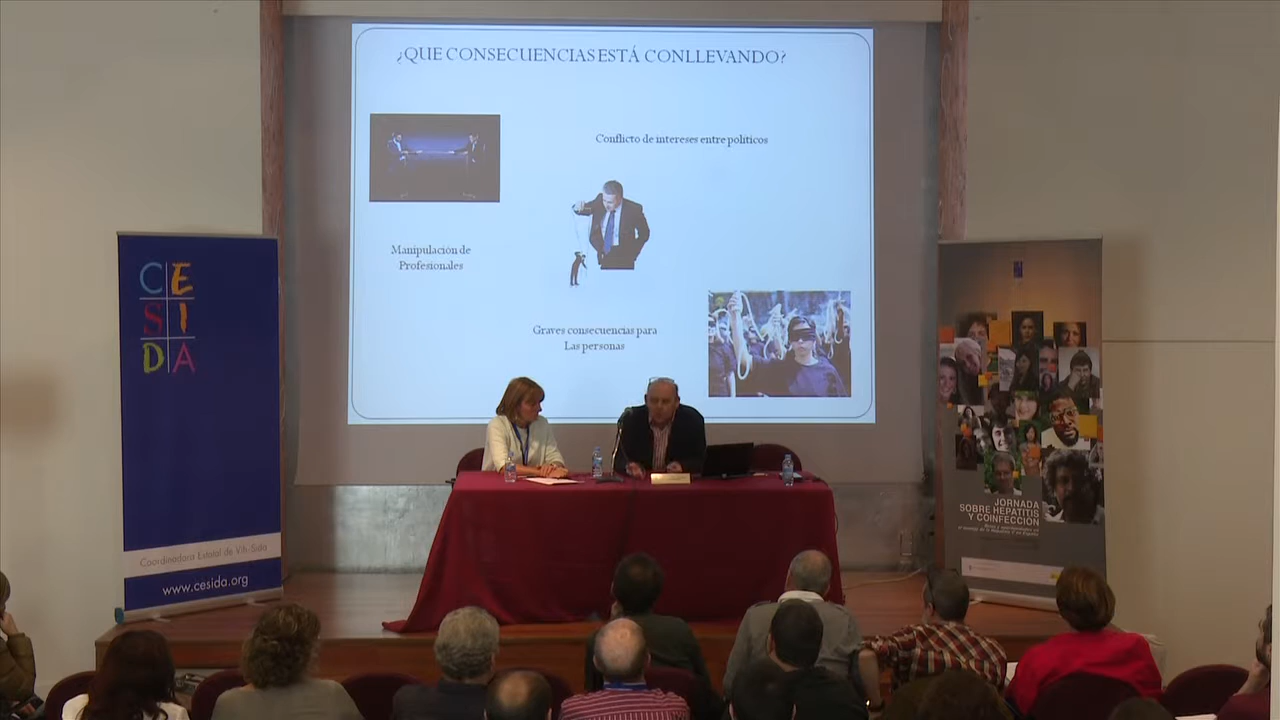 ¿QUE CONSECUENCIAS ESTÁ CONLLEVANDO?
Conflicto de intereses entre políticos
Manipulación de
Profesionales
Graves consecuencias para
Las personas
CE
SI
DA
Coordinadora Estatal de Vih-Sida
www.cesida.org
JORNADA
SOBRE HEPATITIS
Y COINFECCIÓN